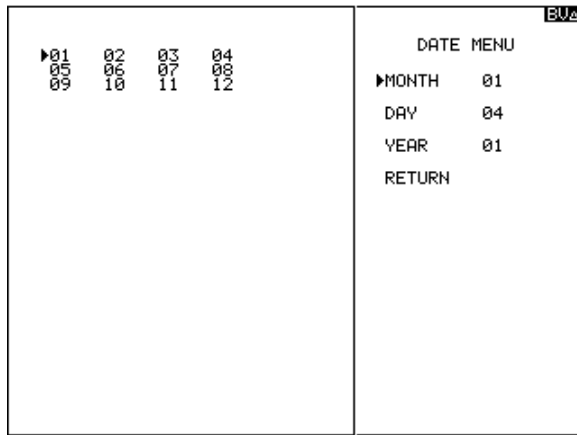 BV
▶01 02 03 04
05 06 07 08
09 10 11 12
DATE MENU
▶MONTH 01
DAY 04
YEAR 01
RETURN